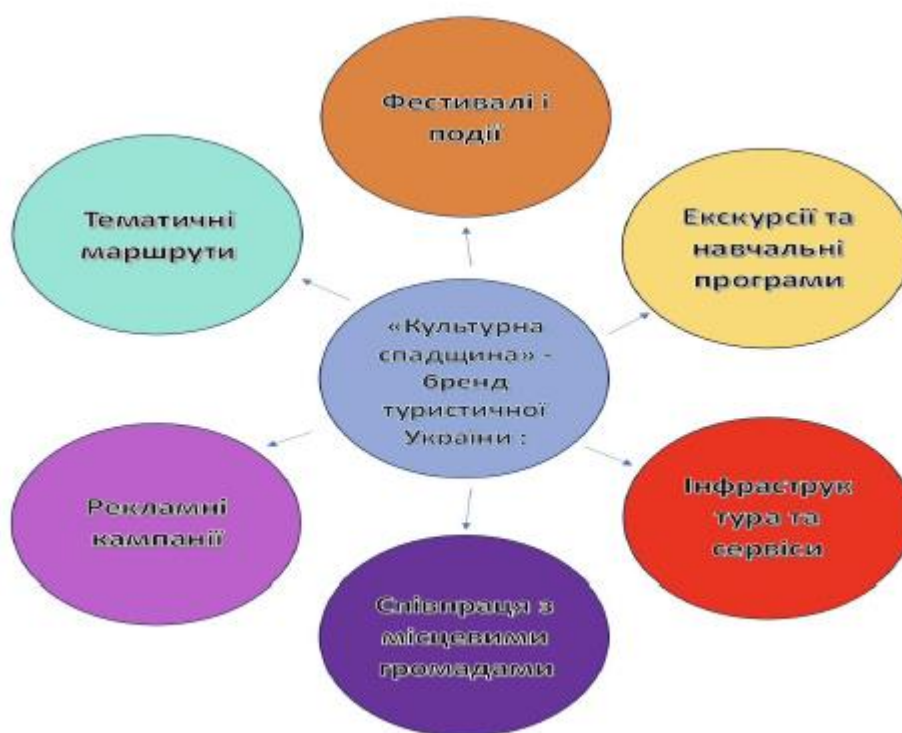 Фестивалі і
події
Тематичні
маршрути
Екскурсії та
навчальні
програми
«Культурна
спадщина» -
бренд
туристичної
України :
Рекламні
кампанії
Інфраструк
тура та
сервіси
Співпраця з
місцевими
громадами